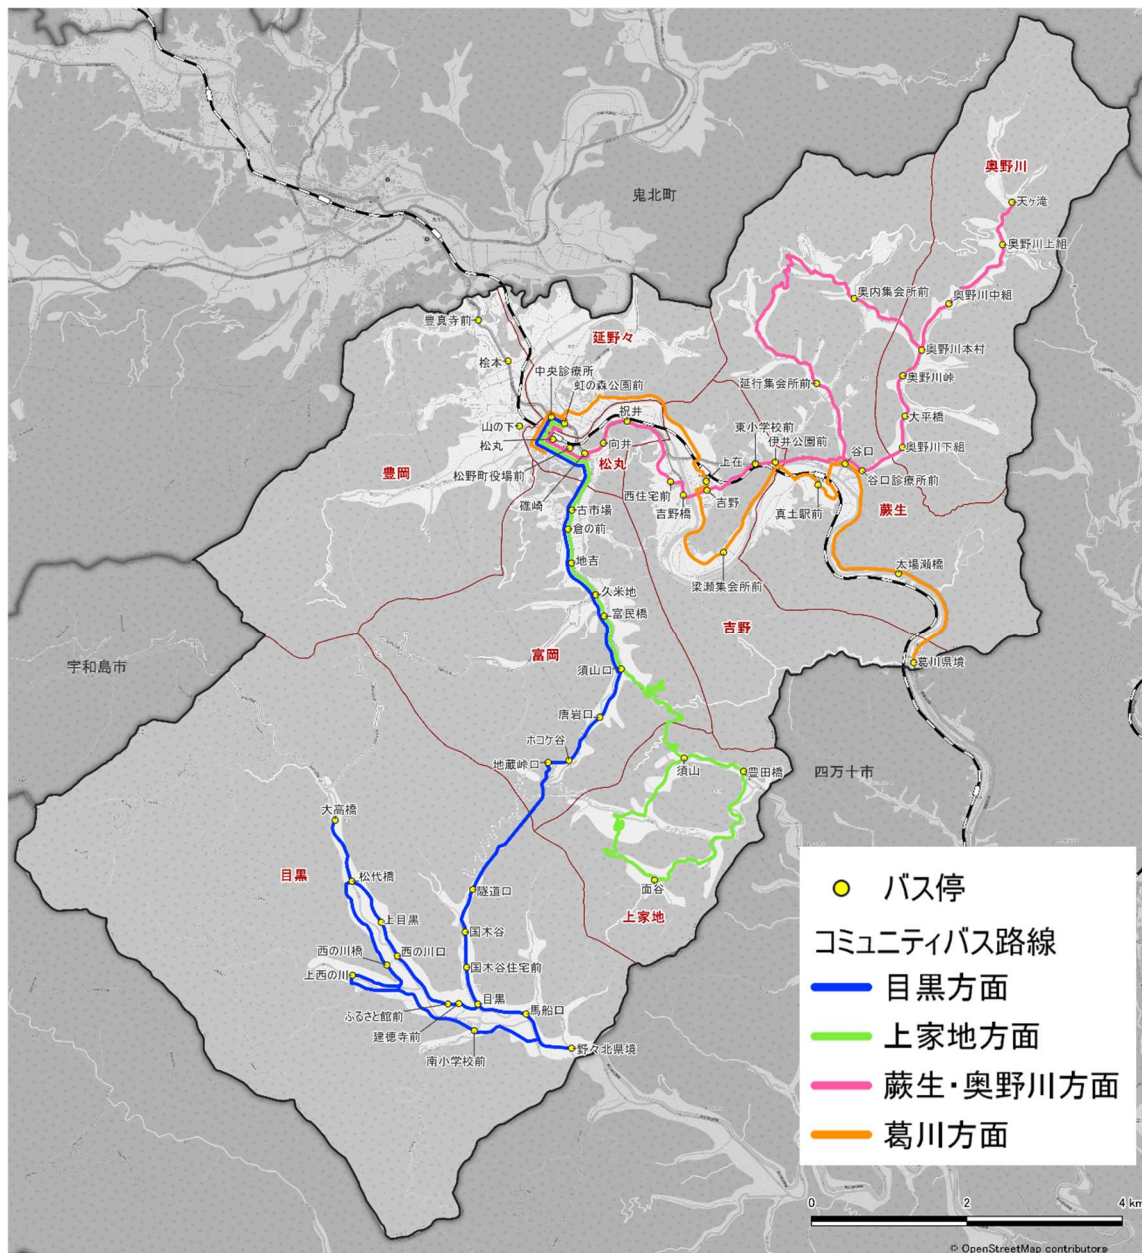 鬼北町
奥野川
天ヶ滝
奥野川上組
奥内集会所前
奥野川中組
豊真寺前
延野々
奥野川本村
桧本
中央診療所
虹の森公園前
延行集会所前
奥野川峠
祝井
大平橋
山の下
東小学校前
伊井公園前
松丸
向井
奥野川下組
谷口
松野町役場前
松丸
上在
谷口診療所前
豊岡
西住宅前
礁崎
吉野橋
吉野
真土駅前
蕨生
古市場
倉の前
地吉
太場瀬橋
梁瀬集会所前
久米地
富民橋
吉野
富岡
宇和島市
須山口
葛川県境
唐岩口
ホコケ谷
地蔵峠口
須山
豊田橋
四万十市
大高橋
目黒
松代橋
隧道口
面谷
上家地
上目黒
国木谷
西の川橋
西の川口
上西の川
国木谷住宅前
目黒
馬船口
ふるさと館前
建徳寺前
南小学校前
野々北県境
バス停
コミュニティバス路線
目黒方面
上家地方面
蕨生・奥野川方面
葛川方面
0 2 4 km
© OpenStreetMap contributors